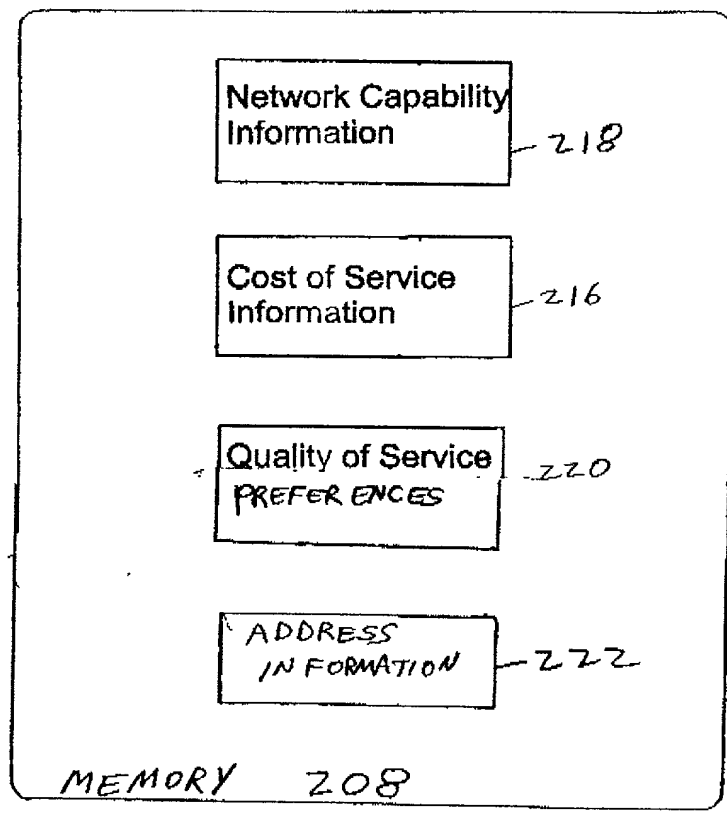 Network Capability
Information
218
Cost of Service
Information
216
Quality of Service
PREFERENCES
220
ADDRESS
INFORMATION
222
MEMORY 208